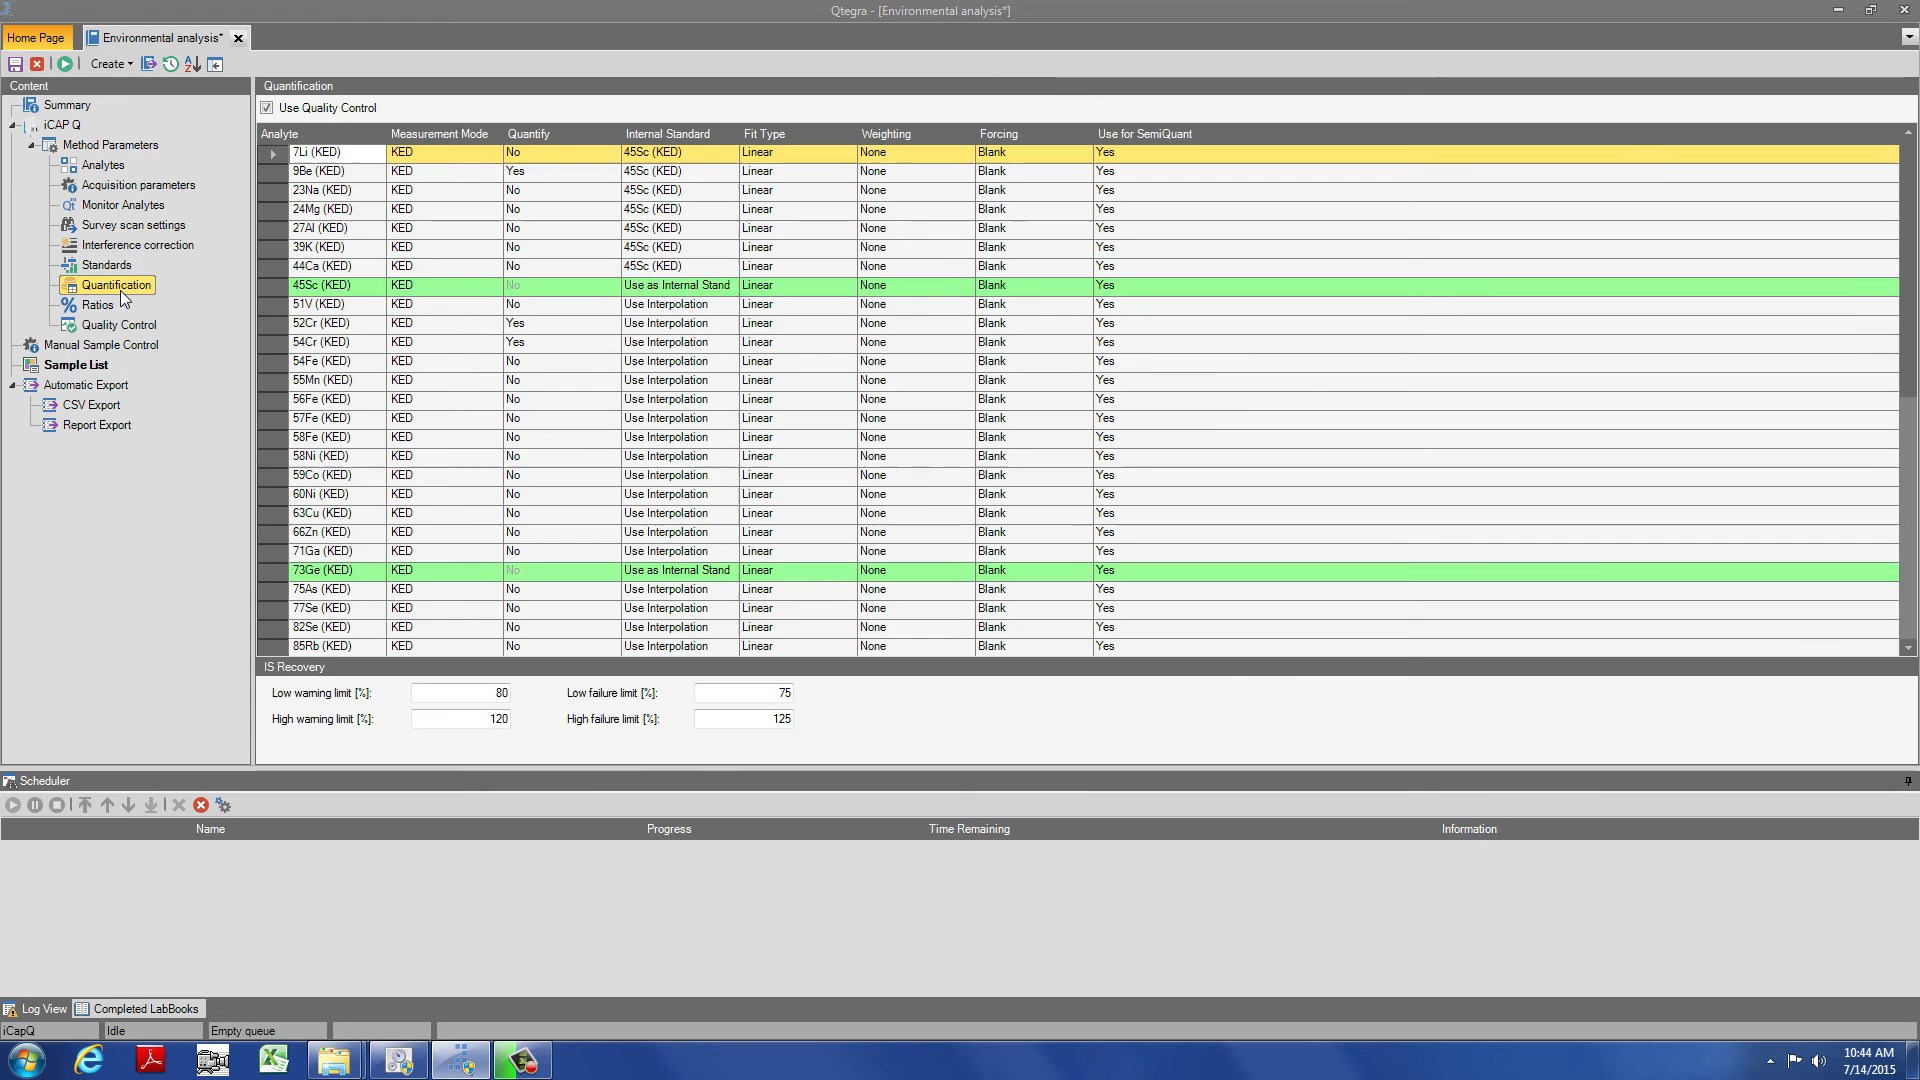 Qtegra - [Environmental analysis*]
Home Page
Environmental analysis*
Create
Content
Summary
iCAP Q
Method Parameters
Analytes
Acquisition parameters
Monitor Analytes
Survey scan settings
Interference correction
Standards
Quantification
Ratios
Quality Control
Manual Sample Control
Sample List
Automatic Export
CSV Export
Report Export
Quantification
Use Quality Control
Analyte Measurement Mode Quantify Internal Standard Fit Type Weighting Forcing Use for SemiQuant
7Li (KED) KED No 45Sc (KED) Linear None Blank Yes
9Be (KED) KED Yes 45Sc (KED) Linear None Blank Yes
23Na (KED) KED No 45Sc (KED) Linear None Blank Yes
24Mg (KED) KED No 45Sc (KED) Linear None Blank Yes
27Al (KED) KED No 45Sc (KED) Linear None Blank Yes
39K (KED) KED No 45Sc (KED) Linear None Blank Yes
44Ca (KED) KED No 45Sc (KED) Linear None Blank Yes
45Sc (KED) KED No Use as Internal Stand Linear None Blank Yes
51V (KED) KED No Use Interpolation Linear None Blank Yes
52Cr (KED) KED Yes Use Interpolation Linear None Blank Yes
54Cr (KED) KED Yes Use Interpolation Linear None Blank Yes
54Fe (KED) KED No Use Interpolation Linear None Blank Yes
55Mn (KED) KED No Use Interpolation Linear None Blank Yes
56Fe (KED) KED No Use Interpolation Linear None Blank Yes
57Fe (KED) KED No Use Interpolation Linear None Blank Yes
58Fe (KED) KED No Use Interpolation Linear None Blank Yes
58Ni (KED) KED No Use Interpolation Linear None Blank Yes
59Co (KED) KED No Use Interpolation Linear None Blank Yes
60Ni (KED) KED No Use Interpolation Linear None Blank Yes
63Cu (KED) KED No Use Interpolation Linear None Blank Yes
66Zn (KED) KED No Use Interpolation Linear None Blank Yes
71Ga (KED) KED No Use Interpolation Linear None Blank Yes
73Ge (KED) KED No Use as Internal Stand Linear None Blank Yes
75As (KED) KED No Use Interpolation Linear None Blank Yes
77Se (KED) KED No Use Interpolation Linear None Blank Yes
82Se (KED) KED No Use Interpolation Linear None Blank Yes
85Rb (KED) KED No Use Interpolation Linear None Blank Yes
IS Recovery
Low warning limit [%]: 80 Low failure limit [%]: 75
High warning limit [%]: 120 High failure limit [%]: 125
Scheduler
Name Progress Time Remaining Information
Log View Completed LabBooks
iCapQ Idle Empty queue
10:44 AM
7/14/2015